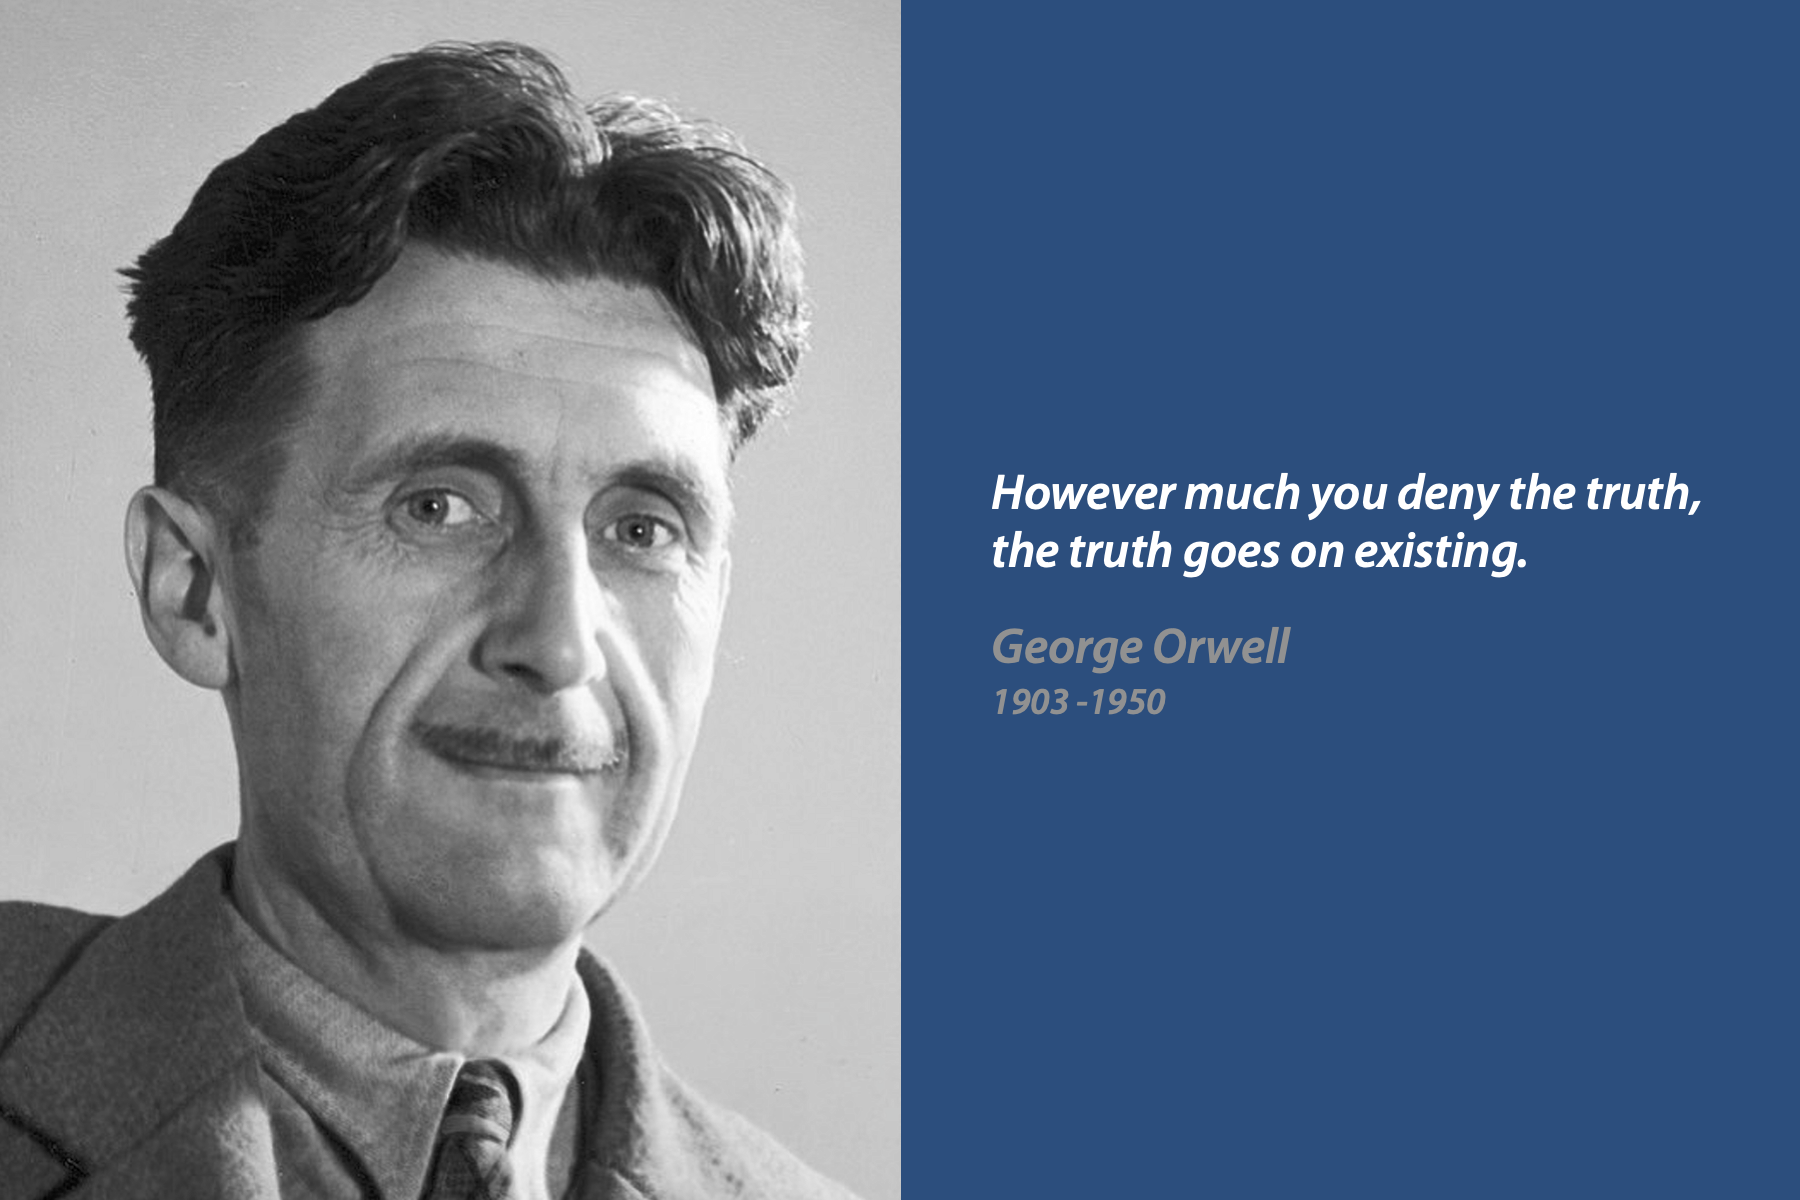 However much you deny the truth,
the truth goes on existing.
George Orwell
1903 -1950